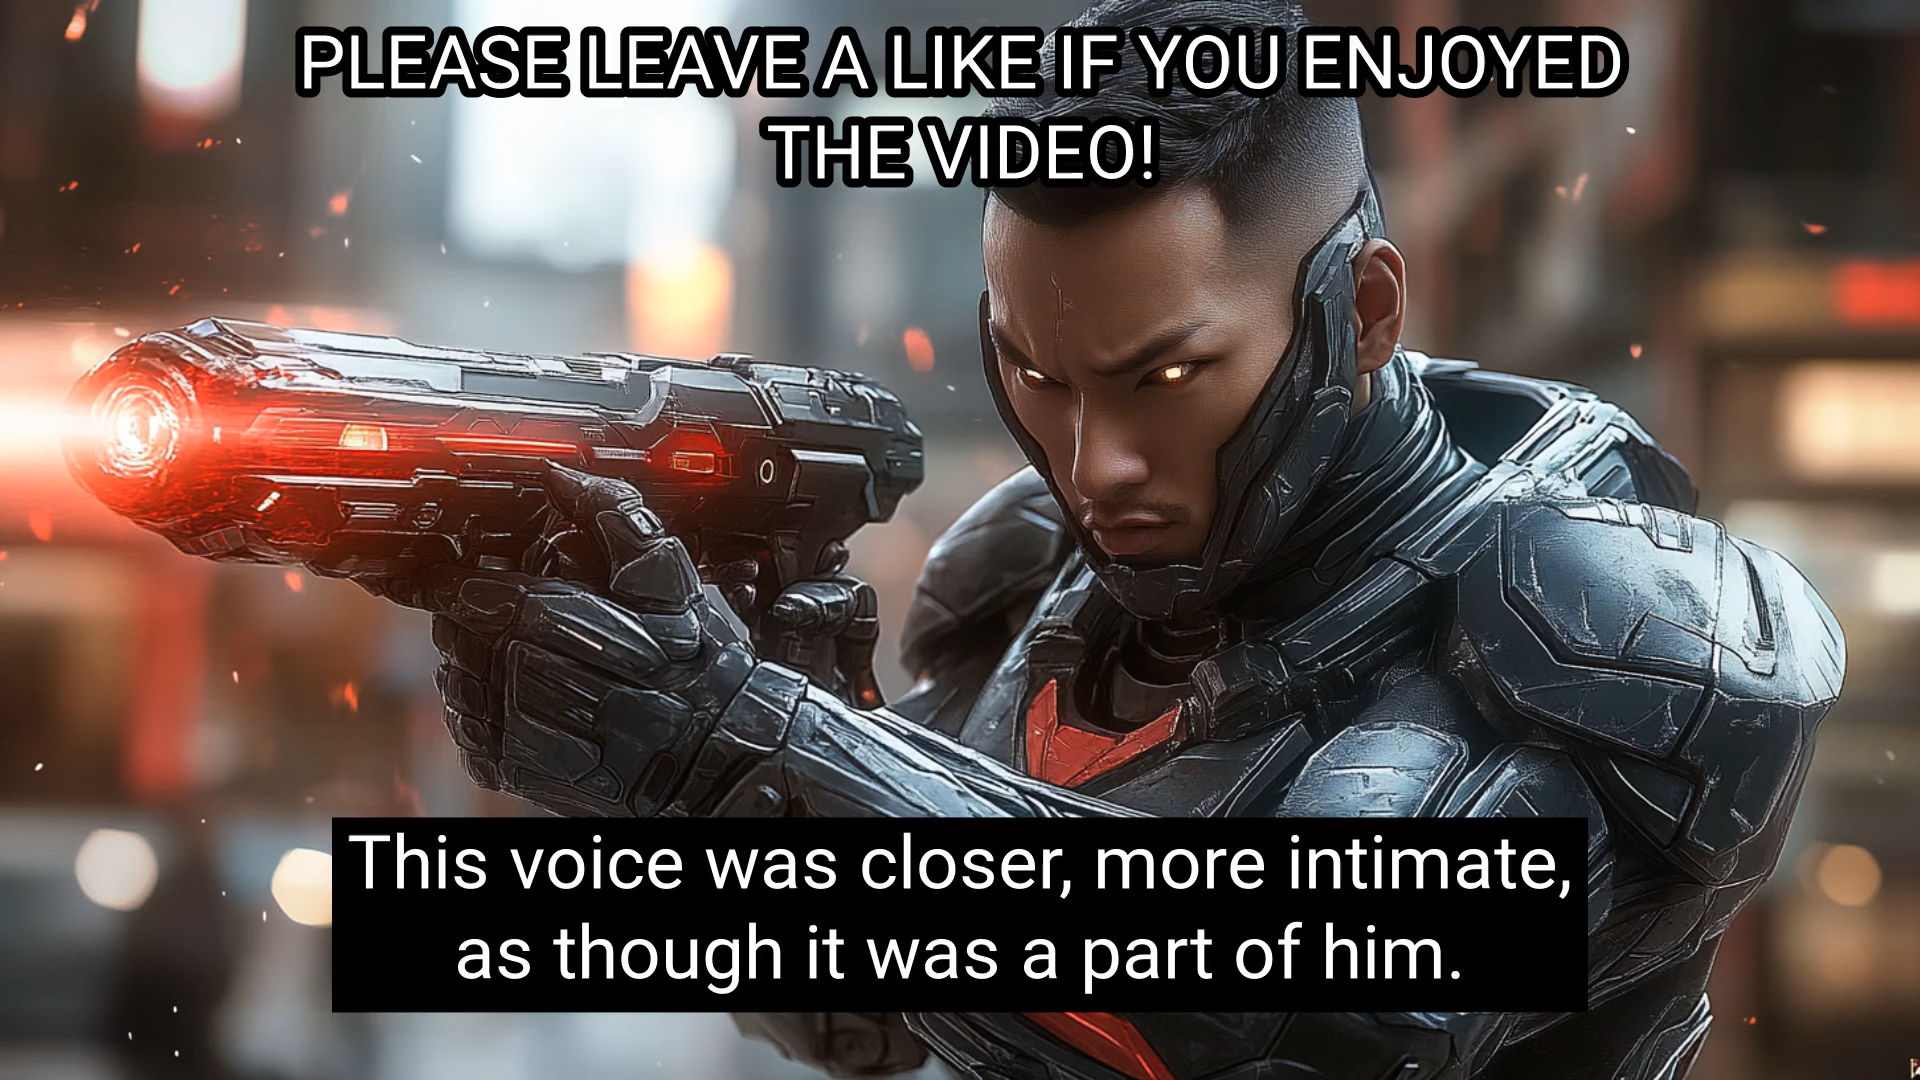 PLEASE LEAVE A LIKE IF YOU ENJOYED
THE VIDEO!
This voice was closer, more intimate,
as though it was a part of him.